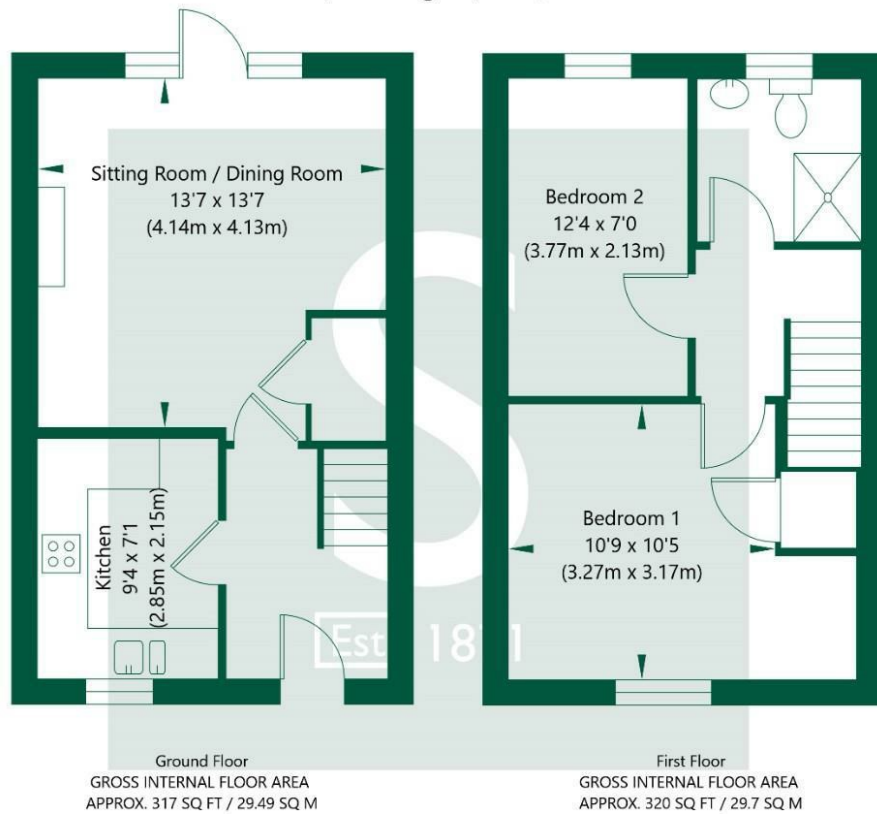 Sitting Room / Dining Room
13'7 x 13'7
(4.14m x 4.13m)
Kitchen
9'4 x 7'1
(2.85m x 2.15m)
Ground Floor
GROSS INTERNAL FLOOR AREA
APPROX. 317 SQ FT / 29.49 SQ M
Bedroom 2
12'4 x 7'0
(3.77m x 2.13m)
Bedroom 1
10'9 x 10'5
(3.27m x 3.17m)
First Floor
GROSS INTERNAL FLOOR AREA
APPROX. 320 SQ FT / 29.7 SQ M
S
Est 1871